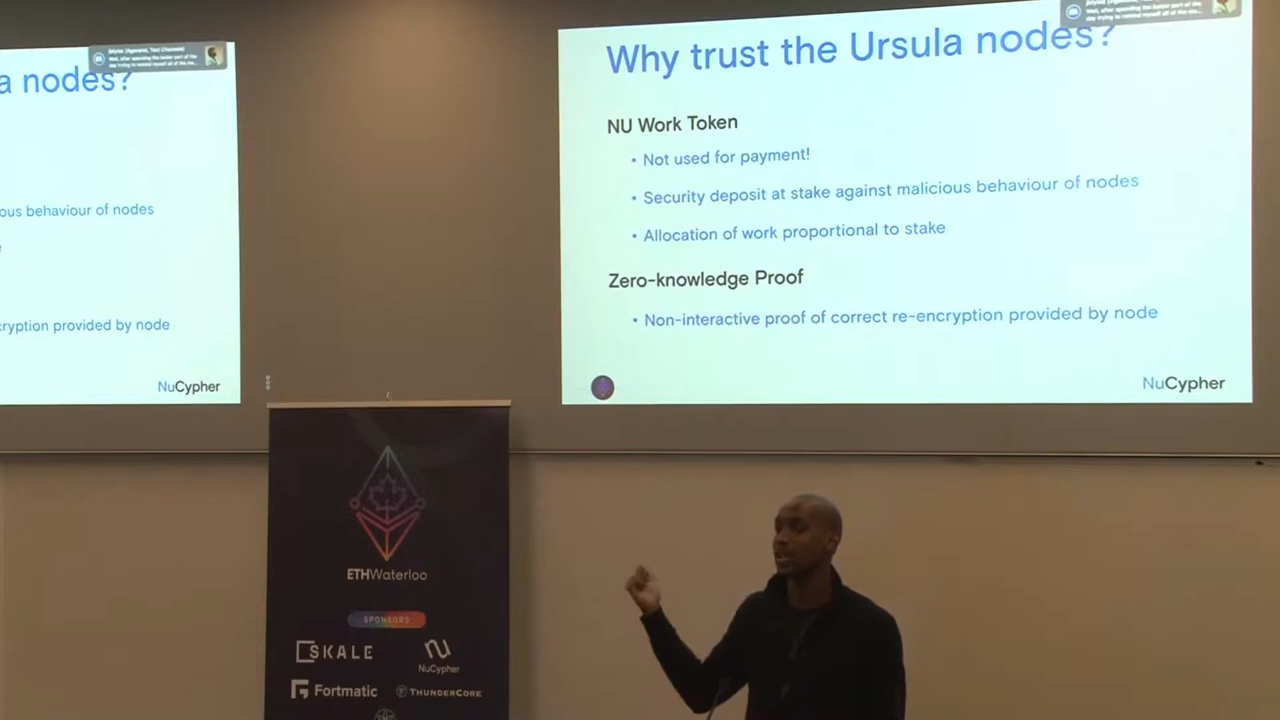 a nodes?
ous behaviour of nodes
cryption provided by node
NuCypher
Why trust the Ursula nodes?
NU Work Token
• Not used for payment!
• Security deposit at stake against malicious behaviour of nodes
• Allocation of work proportional to stake
Zero-knowledge Proof
• Non-interactive proof of correct re-encryption provided by node
NuCypher
ETHWaterloo
SPONSORS
SKALE
NuCypher
Fortmatic
THUNDERCORE